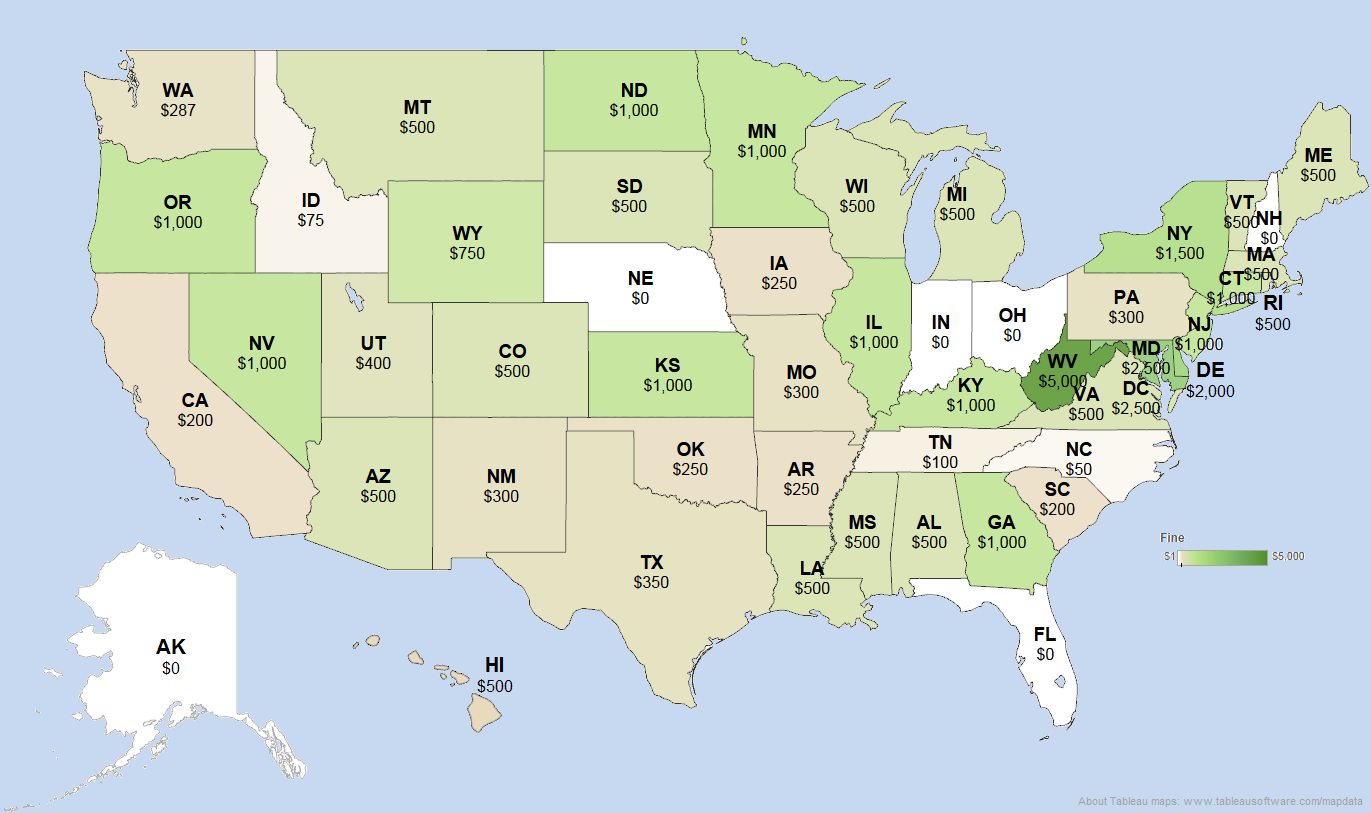 WA
$287
MT
$500
ND
$1,000
MN
$1,000
OR
$1,000
ID
$75
WY
$750
SD
$500
WI
$500
MI
$500
ME
$500
VT
$500
NH
$0
NY
$1,500
MA
$500
CT
$1,000
RI
$500
NE
$0
IA
$250
NV
$1,000
UT
$400
CO
$500
KS
$1,000
MO
$300
IL
$1,000
IN
$0
OH
$0
PA
$300
NJ
$1,000
MD
$2,500
DE
$2,000
WV
$5,000
VA
$500
DC
$2,500
KY
$1,000
CA
$200
AZ
$500
NM
$300
OK
$250
AR
$250
TN
$100
NC
$50
SC
$200
TX
$350
LA
$500
MS
$500
AL
$500
GA
$1,000
FL
$0
AK
$0
HI
$500
Fine
$1 $5,000
About Tableau maps: www.tableausoftware.com/mapdata